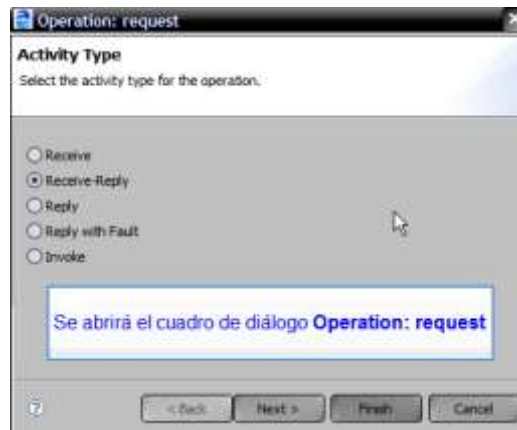 Operation: request
Activity Type
Select the activity type for the operation.
Receive
Receive-Reply
Reply
Reply with Fault
Invoke
Se abrirá el cuadro de diálogo Operation: request
< Back Next > Finish Cancel